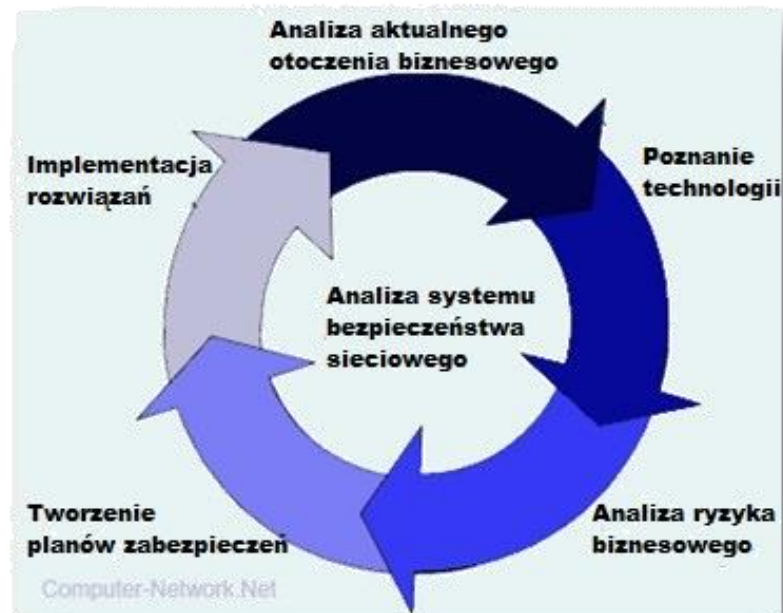 Analiza aktualnego
otoczenia biznesowego
Implementacja
rozwiązań
Poznanie
technologii
Analiza systemu
bezpieczeństwa
sieciowego
Tworzenie
planów zabezpieczeń
Analiza ryzyka
biznesowego
Computer-Network.Net